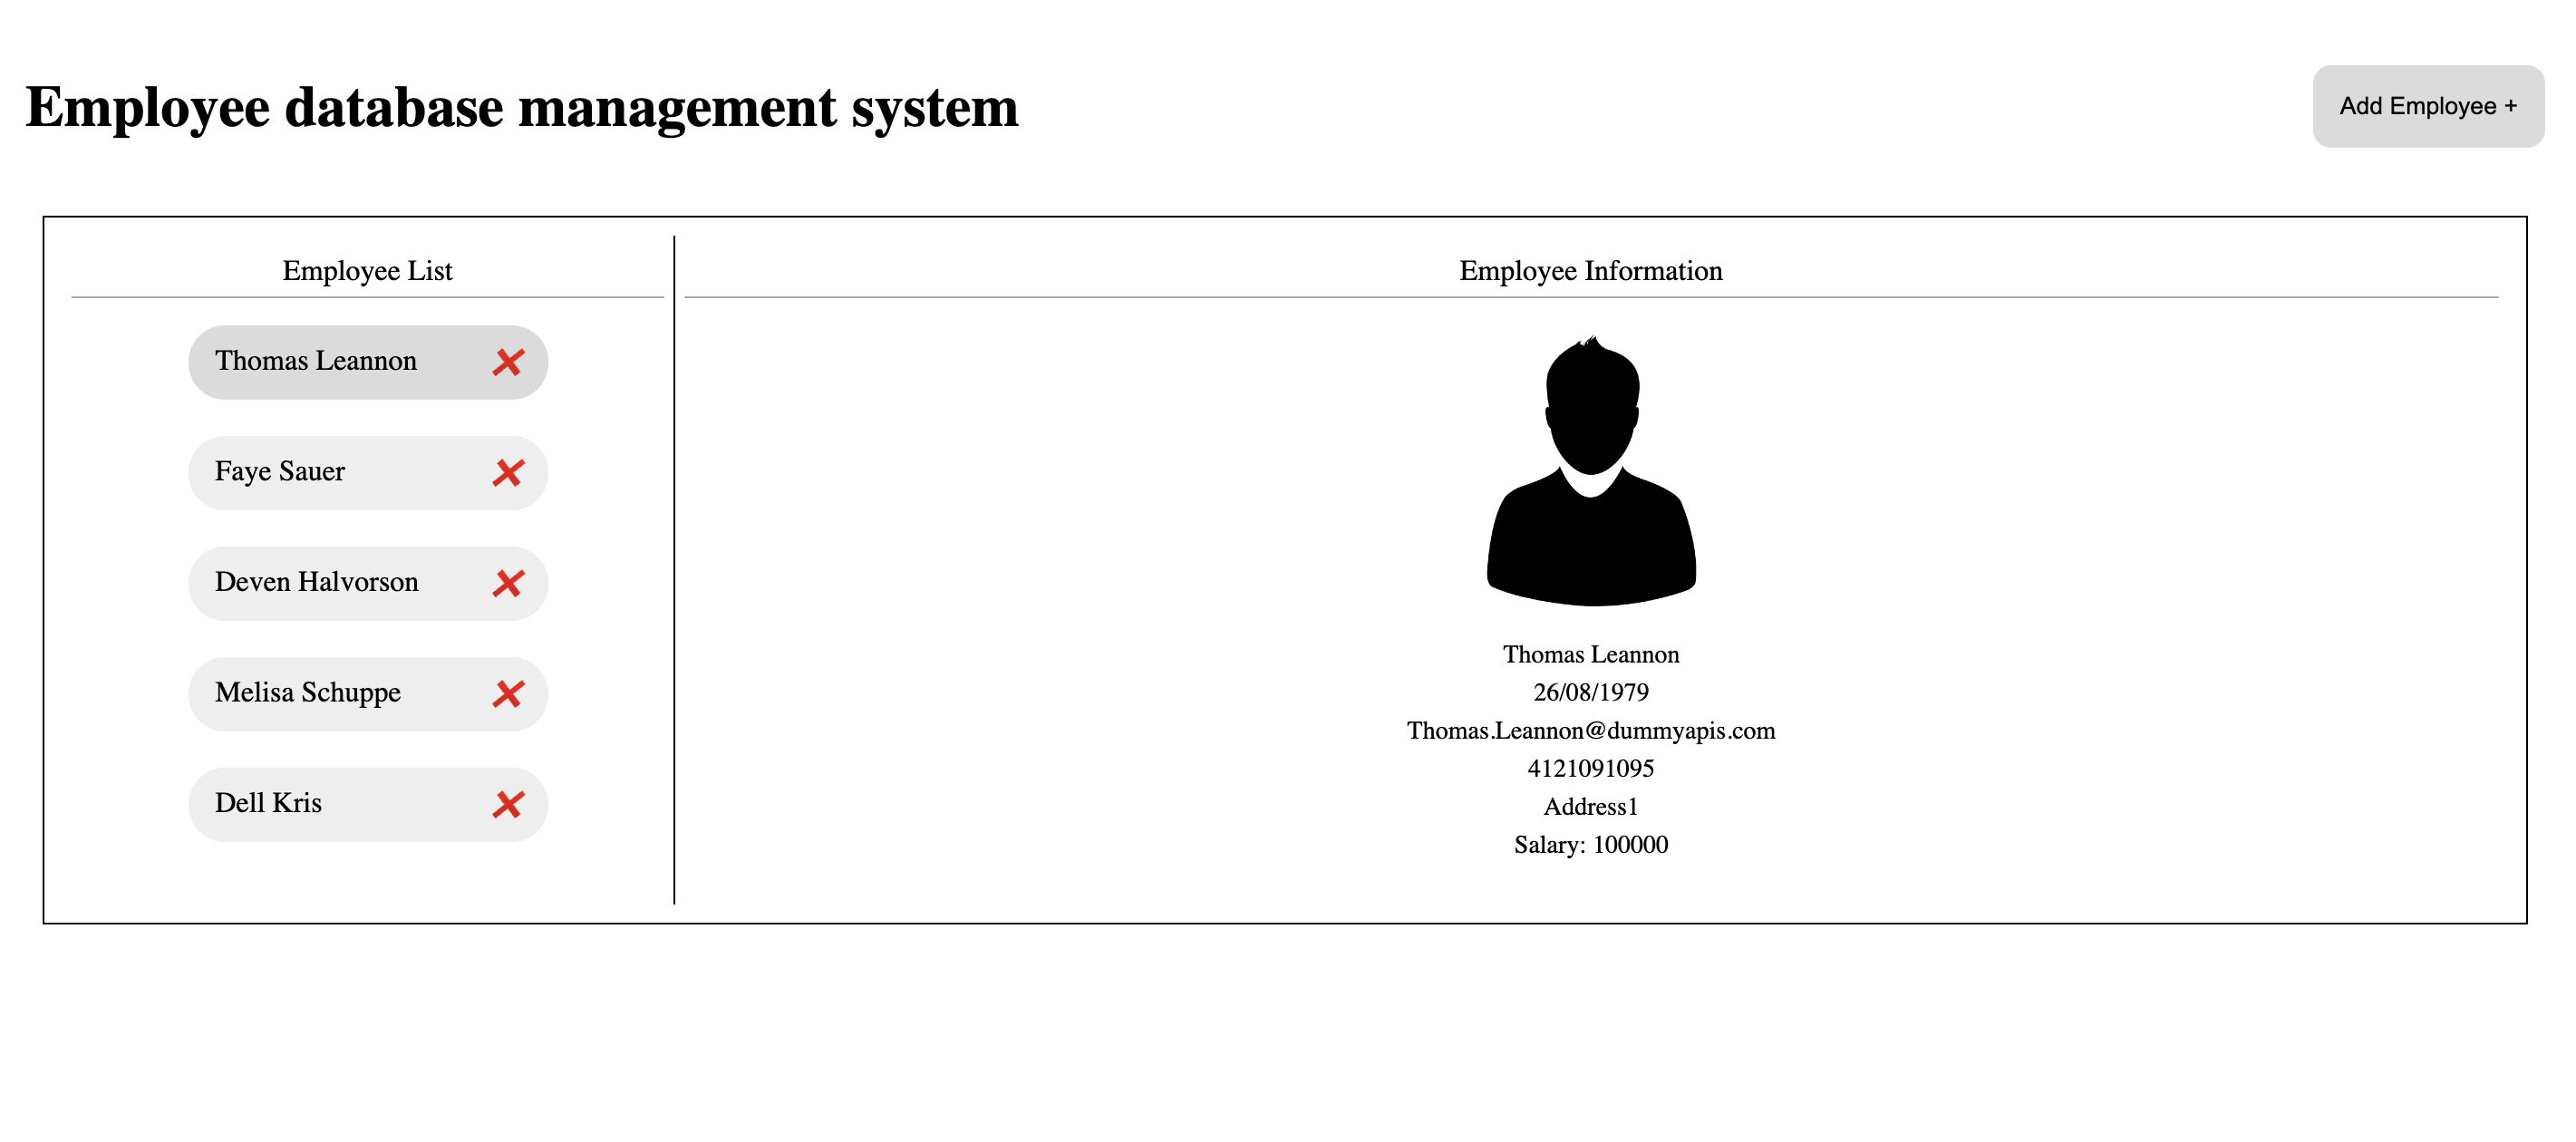 Employee database management system
Add Employee +
Employee List
Thomas Leannon
Faye Sauer
Deven Halvorson
Melisa Schuppe
Dell Kris
Employee Information
Thomas Leannon
26/08/1979
Thomas.Leannon@dummyapis.com
4121091095
Address1
Salary: 100000